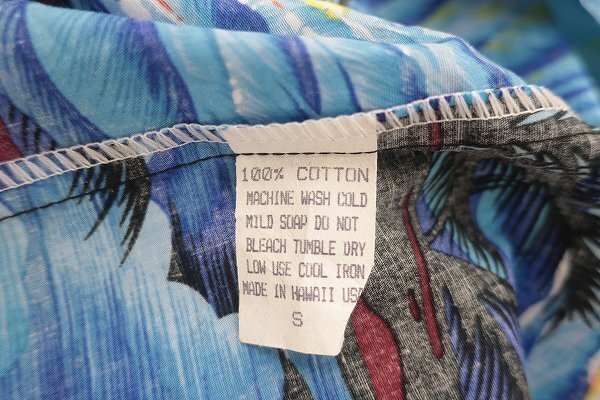 100% COTTON
MACHINE WASH COLD
MILD SOAP DO NOT
BLEACH TUMBLE DRY
LOW USE COOL IRON
MADE IN HAWAII USA
S